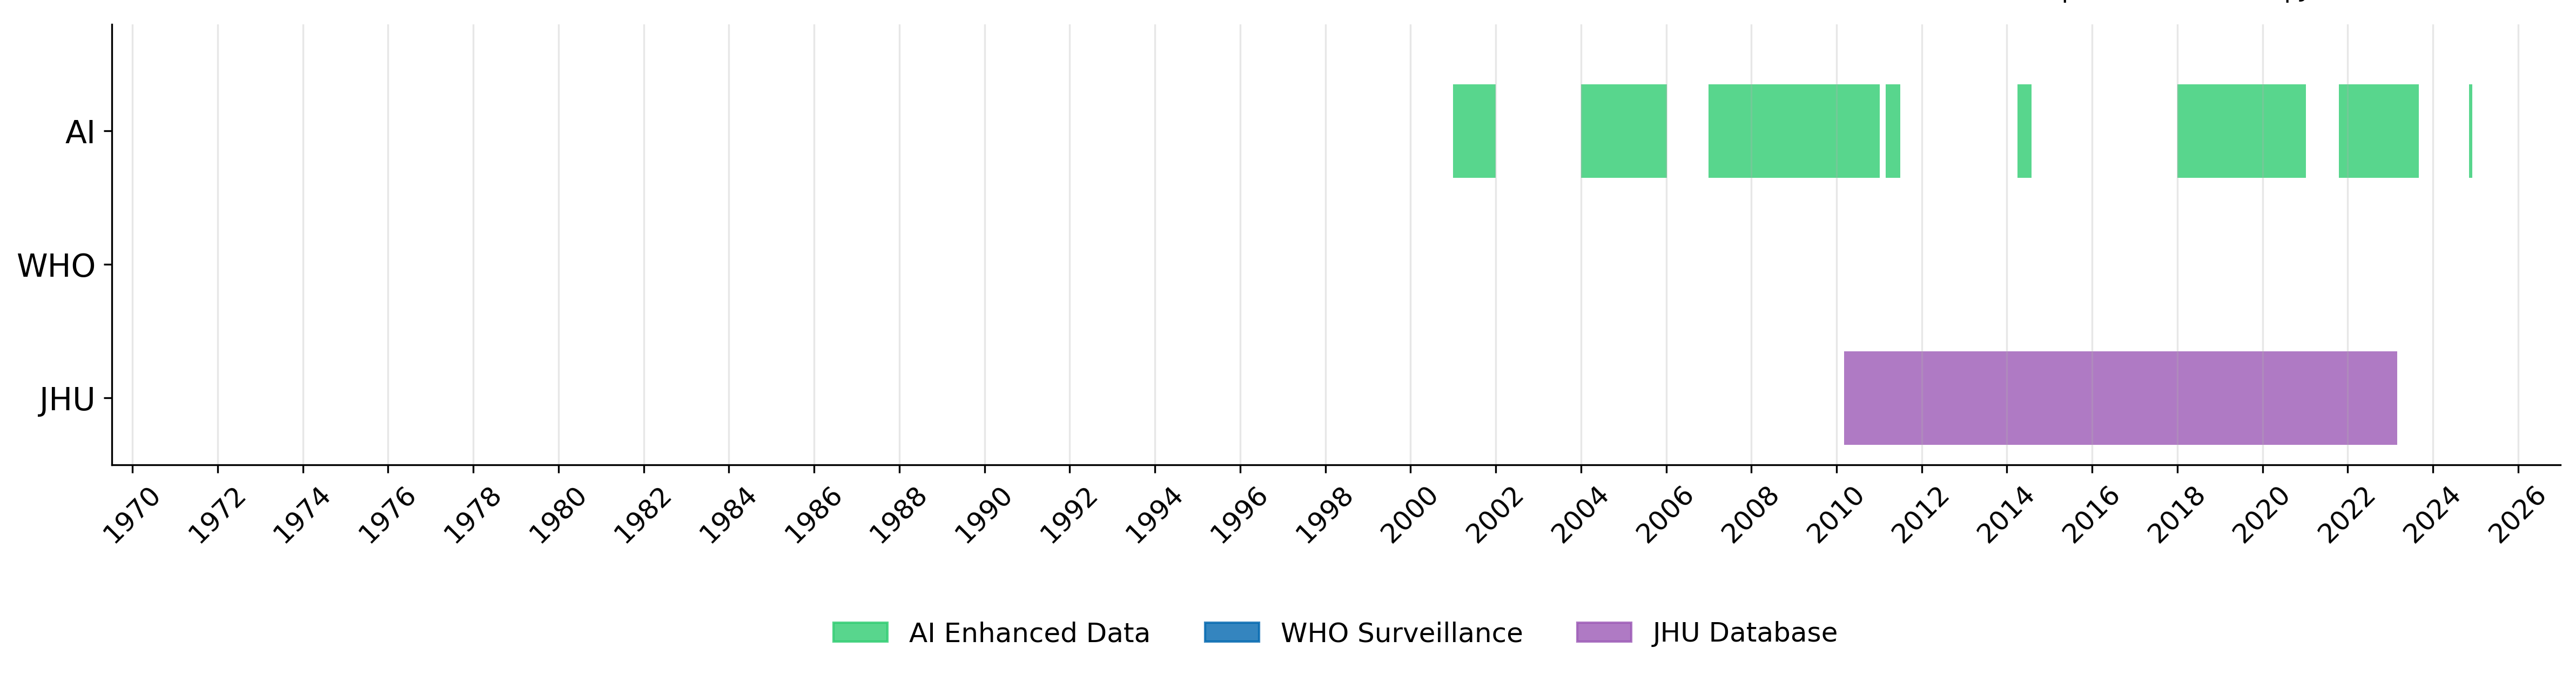 AI
WHO
JHU
1970 1972 1974 1976 1978 1980 1982 1984 1986 1988 1990 1992 1994 1996 1998 2000 2002 2004 2006 2008 2010 2012 2014 2016 2018 2020 2022 2024 2026
AI Enhanced Data WHO Surveillance JHU Database